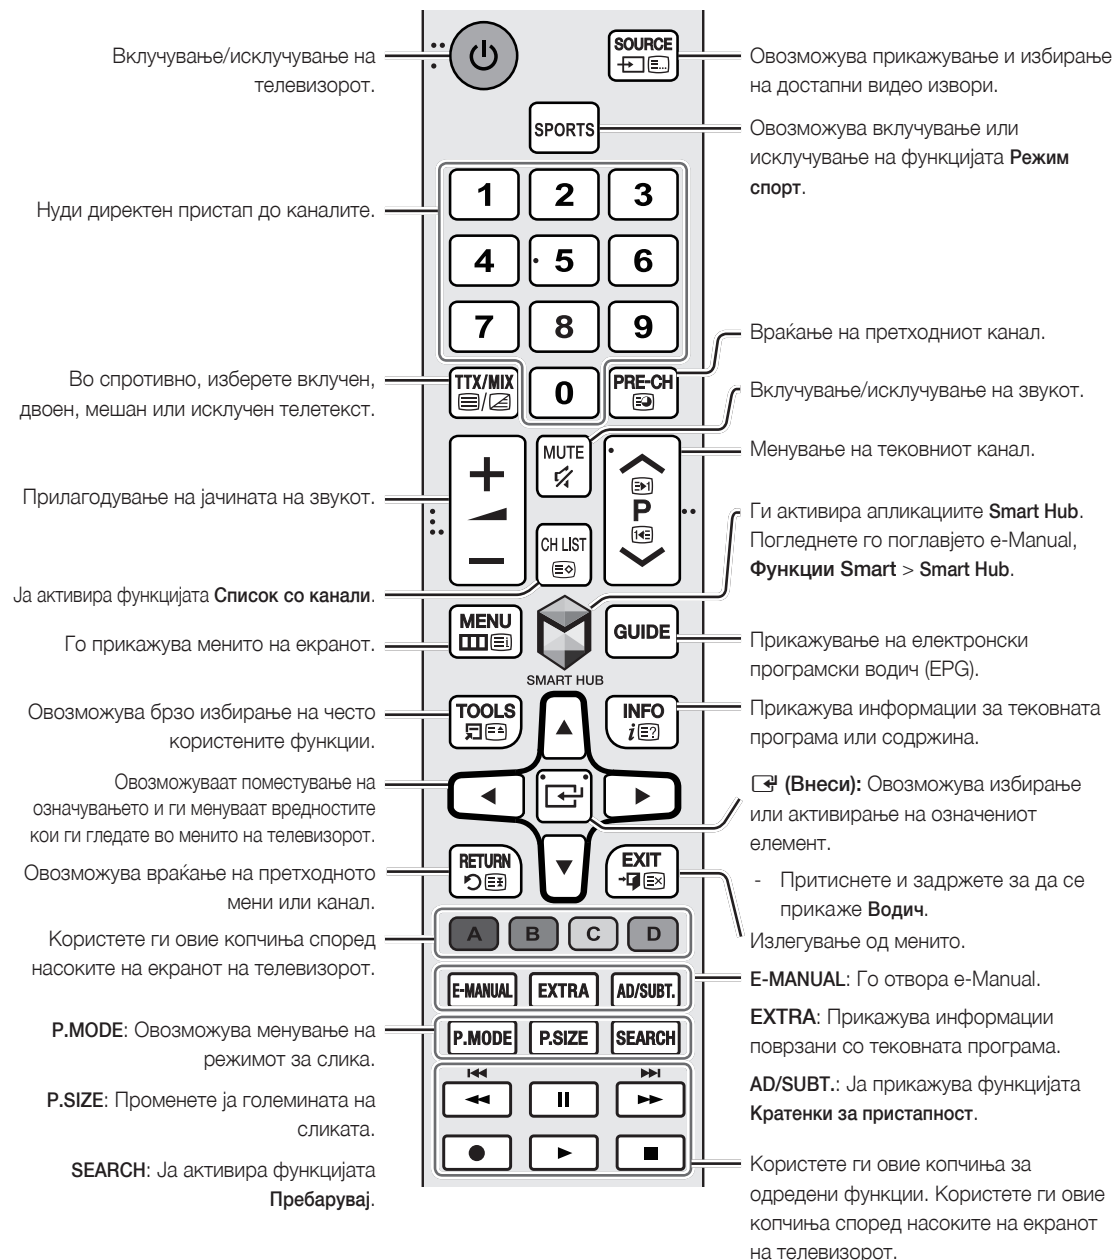 Вклучување/исклучување на
телевизорот.
Нуди директен пристап до каналите.
Во спротивно, изберете вклучен,
двоен, мешан или исклучен телетекст.
Прилагодување на јачината на звукот.
Ја активира функцијата Список со канали.
Го прикажува менито на екранот.
Овозможува брзо избирање на често
користените функции.
Овозможуваат поместување на
означувањето и ги менуваат вредностите
кои ги гледате во менито на телевизорот.
Овозможува враќање на претходното
мени или канал.
Користете ги овие копчиња според
насоките на екранот на телевизорот.
P.MODE: Овозможува менување на
режимот за слика.
P.SIZE: Променете ја големината на
сликата.
SEARCH: Ја активира функцијата
Пребарувај.
SOURCE
SPORTS
1 2 3
4 5 6
7 8 9
TTX/MIX 0 PRE-CH
MUTE
P
CH LIST
MENU
GUIDE
SMART HUB
TOOLS
INFO
RETURN
EXIT
A B C D
E-MANUAL EXTRA AD/SUBT.
P.MODE P.SIZE SEARCH
Овозможува прикажување и избирање
на достапни видео извори.
Овозможува вклучување или
исклучување на функцијата Режим
спорт.
Враќање на претходниот канал.
Вклучување/исклучување на звукот.
Менување на тековниот канал.
Ги активира апликациите Smart Hub.
Погледнете го поглавјето e-Manual,
Функции Smart > Smart Hub.
Прикажување на електронски
програмски водич (EPG).
Прикажува информации за тековната
програма или содржина.
(Внеси): Овозможува избирање
или активирање на означениот
елемент.
- Притиснете и задржете за да се
прикаже Водич.
Излегување од менито.
E-MANUAL: Го отвора e-Manual.
EXTRA: Прикажува информации
поврзани со тековната програма.
AD/SUBT.: Ја прикажува функцијата
Кратенки за пристапност.
Користете ги овие копчиња за
одредени функции. Користете ги овие
копчиња според насоките на екранот
на телевизорот.